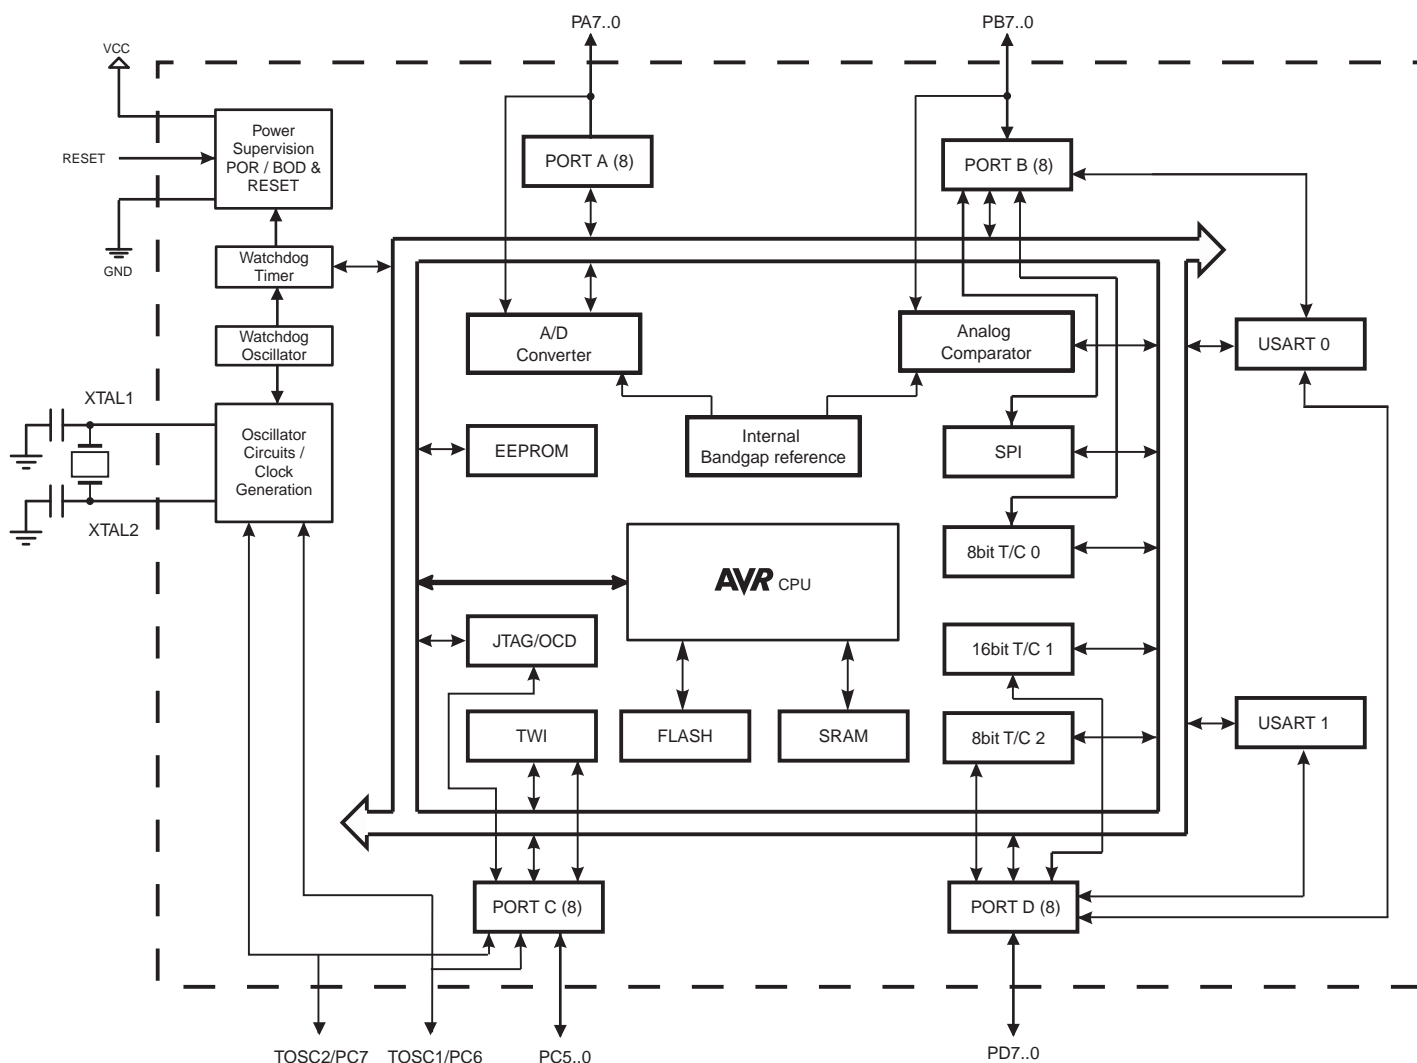 PA7..0
PB7..0
VCC
Power
Supervision
POR / BOD &
RESET
RESET
PORT A (8)
PORT B (8)
GND
Watchdog
Timer
Watchdog
Oscillator
A/D
Converter
Analog
Comparator
USART 0
XTAL1
Oscillator
Circuits /
Clock
Generation
XTAL2
EEPROM
Internal
Bandgap reference
SPI
8bit T/C 0
AVR CPU
JTAG/OCD
16bit T/C 1
TWI
FLASH
SRAM
8bit T/C 2
USART 1
PORT C (8)
PORT D (8)
TOSC2/PC7
TOSC1/PC6
PC5..0
PD7..0